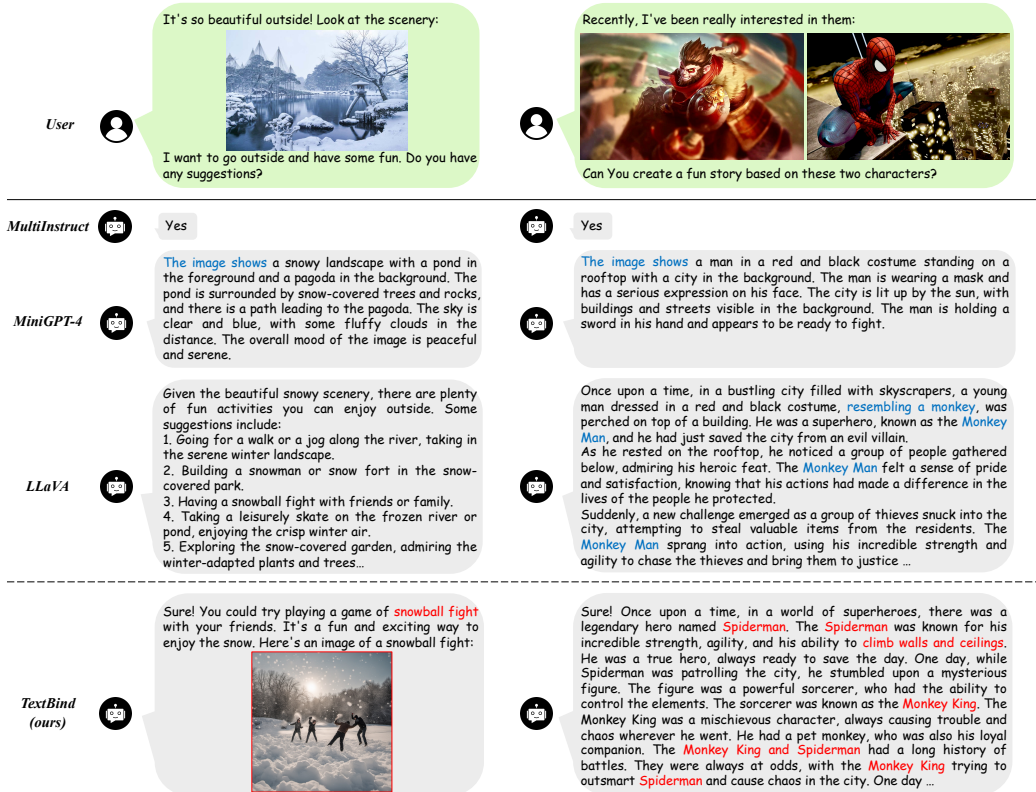 It's so beautiful outside! Look at the scenery:
I want to go outside and have some fun. Do you have
any suggestions?
Recently, I've been really interested in them:
Can You create a fun story based on these two characters?
User
MultiInstruct
Yes
Yes
MiniGPT-4
The image shows a snowy landscape with a pond in
the foreground and a pagoda in the background. The
pond is surrounded by snow-covered trees and rocks,
and there is a path leading to the pagoda. The sky is
clear and blue, with some fluffy clouds in the
distance. The overall mood of the image is peaceful
and serene.
The image shows a man in a red and black costume standing on a
rooftop with a city in the background. The man is wearing a mask and
has a serious expression on his face. The city is lit up by the sun, with
buildings and streets visible in the background. The man is holding a
sword in his hand and appears to be ready to fight.
LLaVA
Given the beautiful snowy scenery, there are plenty
of fun activities you can enjoy outside. Some
suggestions include:
1. Going for a walk or a jog along the river, taking in
the serene winter landscape.
2. Building a snowman or snow fort in the snow-
covered park.
3. Having a snowball fight with friends or family.
4. Taking a leisurely skate on the frozen river or
pond, enjoying the crisp winter air.
5. Exploring the snow-covered garden, admiring the
winter-adapted plants and trees…
Once upon a time, in a bustling city filled with skyscrapers, a young
man dressed in a red and black costume, resembling a monkey, was
perched on top of a building. He was a superhero, known as the Monkey
Man, and he had just saved the city from an evil villain.
As he rested on the rooftop, he noticed a group of people gathered
below, admiring his heroic feat. The Monkey Man felt a sense of pride
and satisfaction, knowing that his actions had made a difference in the
lives of the people he protected.
Suddenly, a new challenge emerged as a group of thieves snuck into the
city, attempting to steal valuable items from the residents. The
Monkey Man sprang into action, using his incredible strength and
agility to chase the thieves and bring them to justice …
TextBind
(ours)
Sure! You could try playing a game of snowball fight
with your friends. It's a fun and exciting way to
enjoy the snow. Here's an image of a snowball fight:
Sure! Once upon a time, in a world of superheroes, there was a
legendary hero named Spiderman. The Spiderman was known for his
incredible strength, agility, and his ability to climb walls and ceilings.
He was a true hero, always ready to save the day. One day, while
Spiderman was patrolling the city, he stumbled upon a mysterious
figure. The figure was a powerful sorcerer, who had the ability to
control the elements. The sorcerer was known as the Monkey King. The
Monkey King was a mischievous character, always causing trouble and
chaos wherever he went. He had a pet monkey, who was also his loyal
companion. The Monkey King and Spiderman had a long history of
battles. They were always at odds, with the Monkey King trying to
outsmart Spiderman and cause chaos in the city. One day …